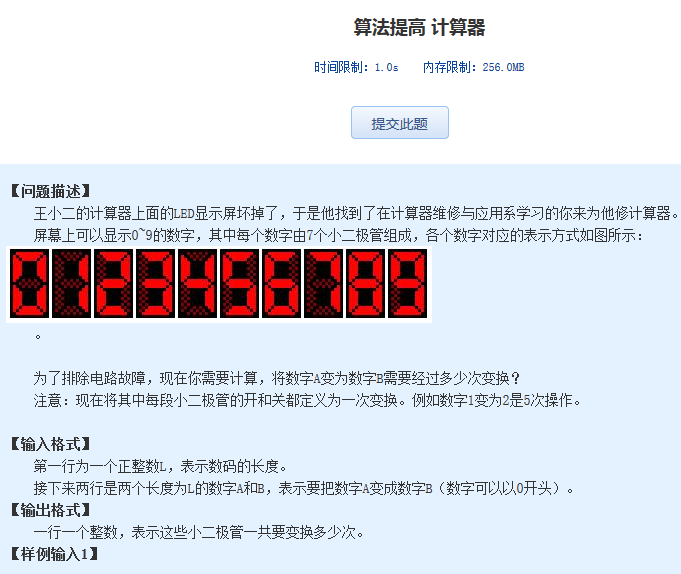 算法提高 计算器
时间限制：1.0s 内存限制：256.0MB
提交此题
【问题描述】
王小二的计算器上面的LED显示屏坏掉了，于是他找到了在计算器维修与应用系学习的你来为他修计算器。
屏幕上可以显示0~9的数字，其中每个数字由7个小二极管组成，各个数字对应的表示方式如图所示：
0123456789
。
为了排除电路故障，现在你需要计算，将数字A变为数字B需要经过多少次变换？
注意：现在将其中每段小二极管的开和关都定义为一次变换。例如数字1变为2是5次操作。
【输入格式】
第一行为一个正整数L，表示数码的长度。
接下来两行是两个长度为L的数字A和B，表示要把数字A变成数字B（数字可以以0开头）。
【输出格式】
一行一个整数，表示这些小二极管一共要变换多少次。
【样例输入1】